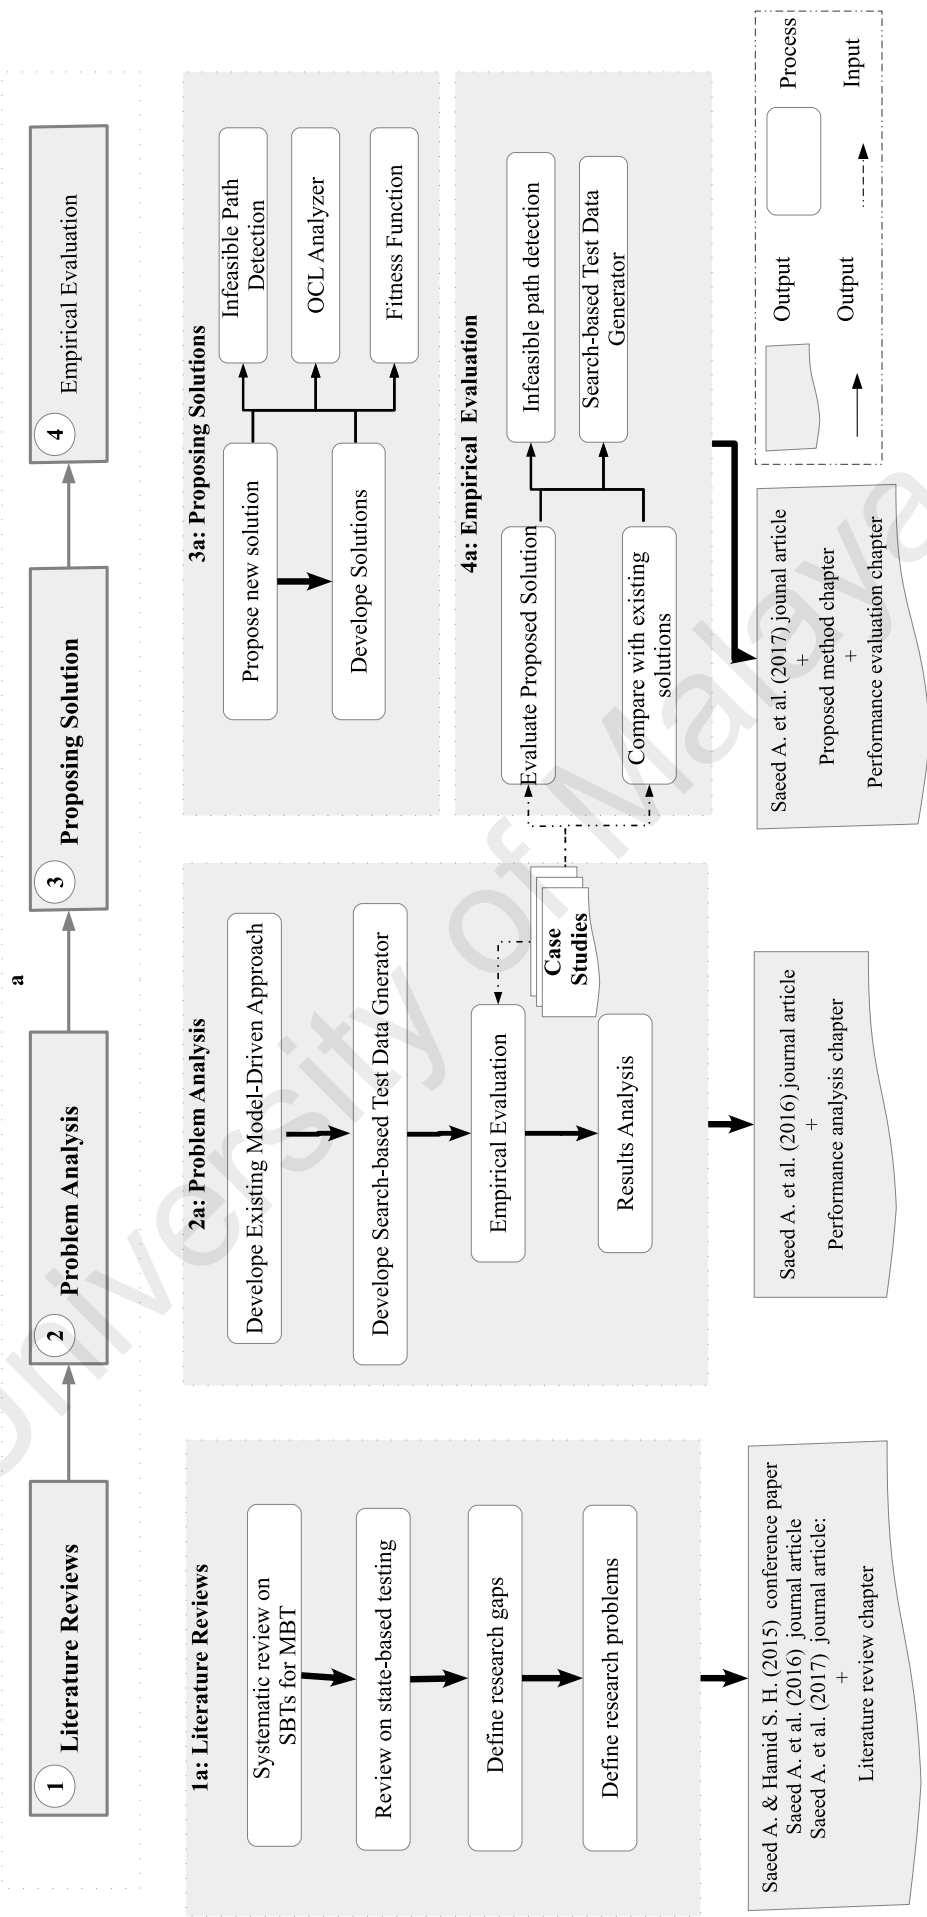 a
1
Literature Reviews
2
Problem Analysis
3
Proposing Solution
4
Empirical Evaluation
1a: Literature Reviews
Systematic review on
SBTs for MBT
Review on state-based testing
Define research gaps
Define research problems
Saeed A. & Hamid S. H. (2015) conference paper
Saeed A. et al. (2016) journal article
Saeed A. et al. (2017) journal article:
+
Literature review chapter
2a: Problem Analysis
Develope Existing Model-Driven Approach
Develope Search-based Test Data Gnerator
Empirical Evaluation
Results Analysis
Case
Studies
Saeed A. et al. (2016) journal article
+
Performance analysis chapter
3a: Proposing Solutions
Propose new solution
Develope Solutions
Infeasible Path
Detection
OCL Analyzer
Fitness Function
4a: Empirical Evaluation
Evaluate Proposed Solution
Compare with existing
solutions
Infeasible path detection
Search-based Test Data
Generator
Saeed A. et al. (2017) jounal article
+
Proposed method chapter
+
Performance evaluation chapter
Output
Process
Output
Input
University of Malaya